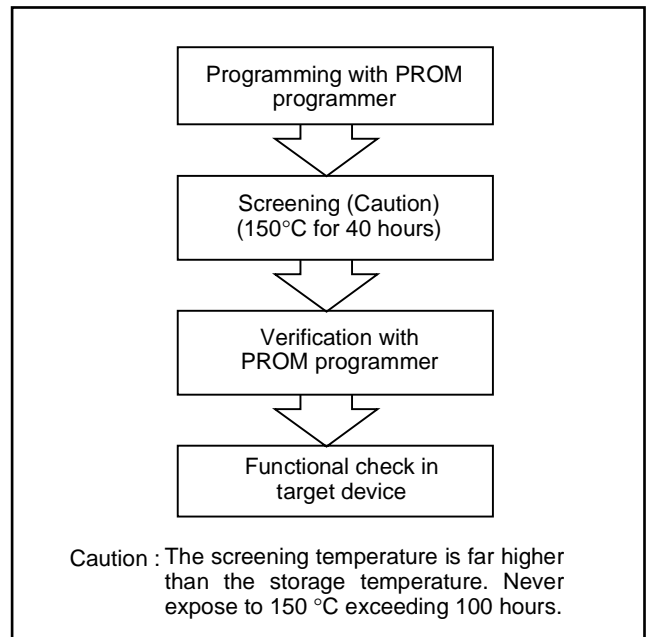 Programming with PROM
programmer
Screening (Caution)
(150°C for 40 hours)
Verification with
PROM programmer
Functional check in
target device
Caution : The screening temperature is far higher
than the storage temperature. Never
expose to 150 °C exceeding 100 hours.